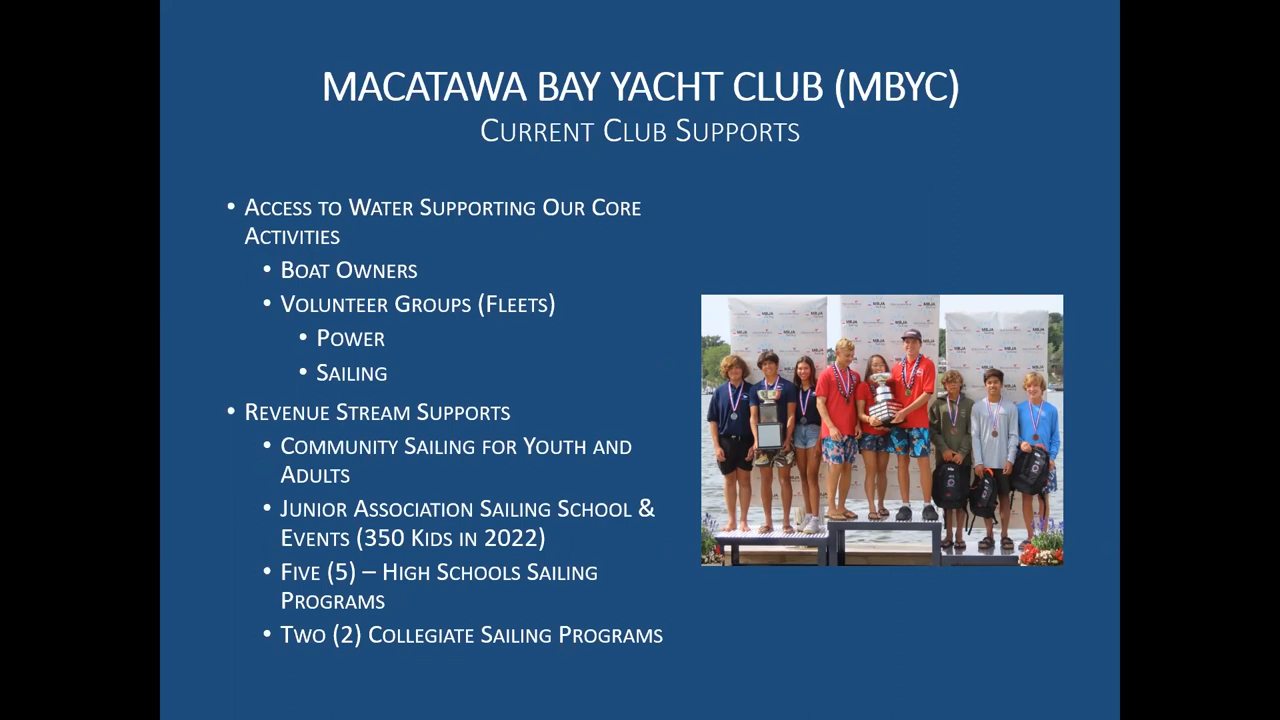 MACATAWA BAY YACHT CLUB (MBYC)
CURRENT CLUB SUPPORTS
• ACCESS TO WATER SUPPORTING OUR CORE
ACTIVITIES
• BOAT OWNERS
• VOLUNTEER GROUPS (FLEETS)
• POWER
• SAILING
• REVENUE STREAM SUPPORTS
• COMMUNITY SAILING FOR YOUTH AND
ADULTS
• JUNIOR ASSOCIATION SAILING SCHOOL &
EVENTS (350 KIDS IN 2022)
• FIVE (5) – HIGH SCHOOLS SAILING
PROGRAMS
• TWO (2) COLLEGIATE SAILING PROGRAMS
MBJA